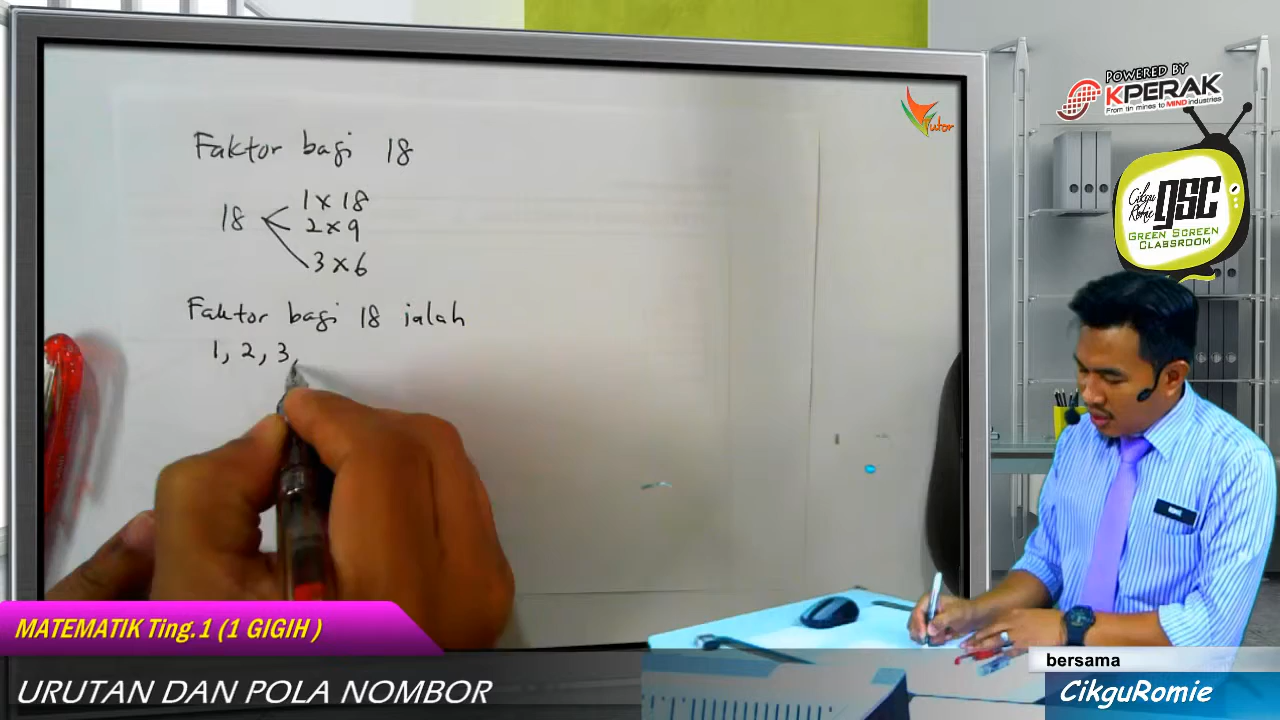 Faktor bagi 18
18
1 x 18
2 x 9
3 x 6
Faktor bagi 18 ialah
1, 2, 3,
Tutor
POWERED BY
KPERAK
From tin mines to MIND industries
Cikgu Romie GSC
GREEN SCREEN
CLASSROOM
MATEMATIK Ting.1 (1 GIGIH )
URUTAN DAN POLA NOMBOR
bersama
CikguRomie